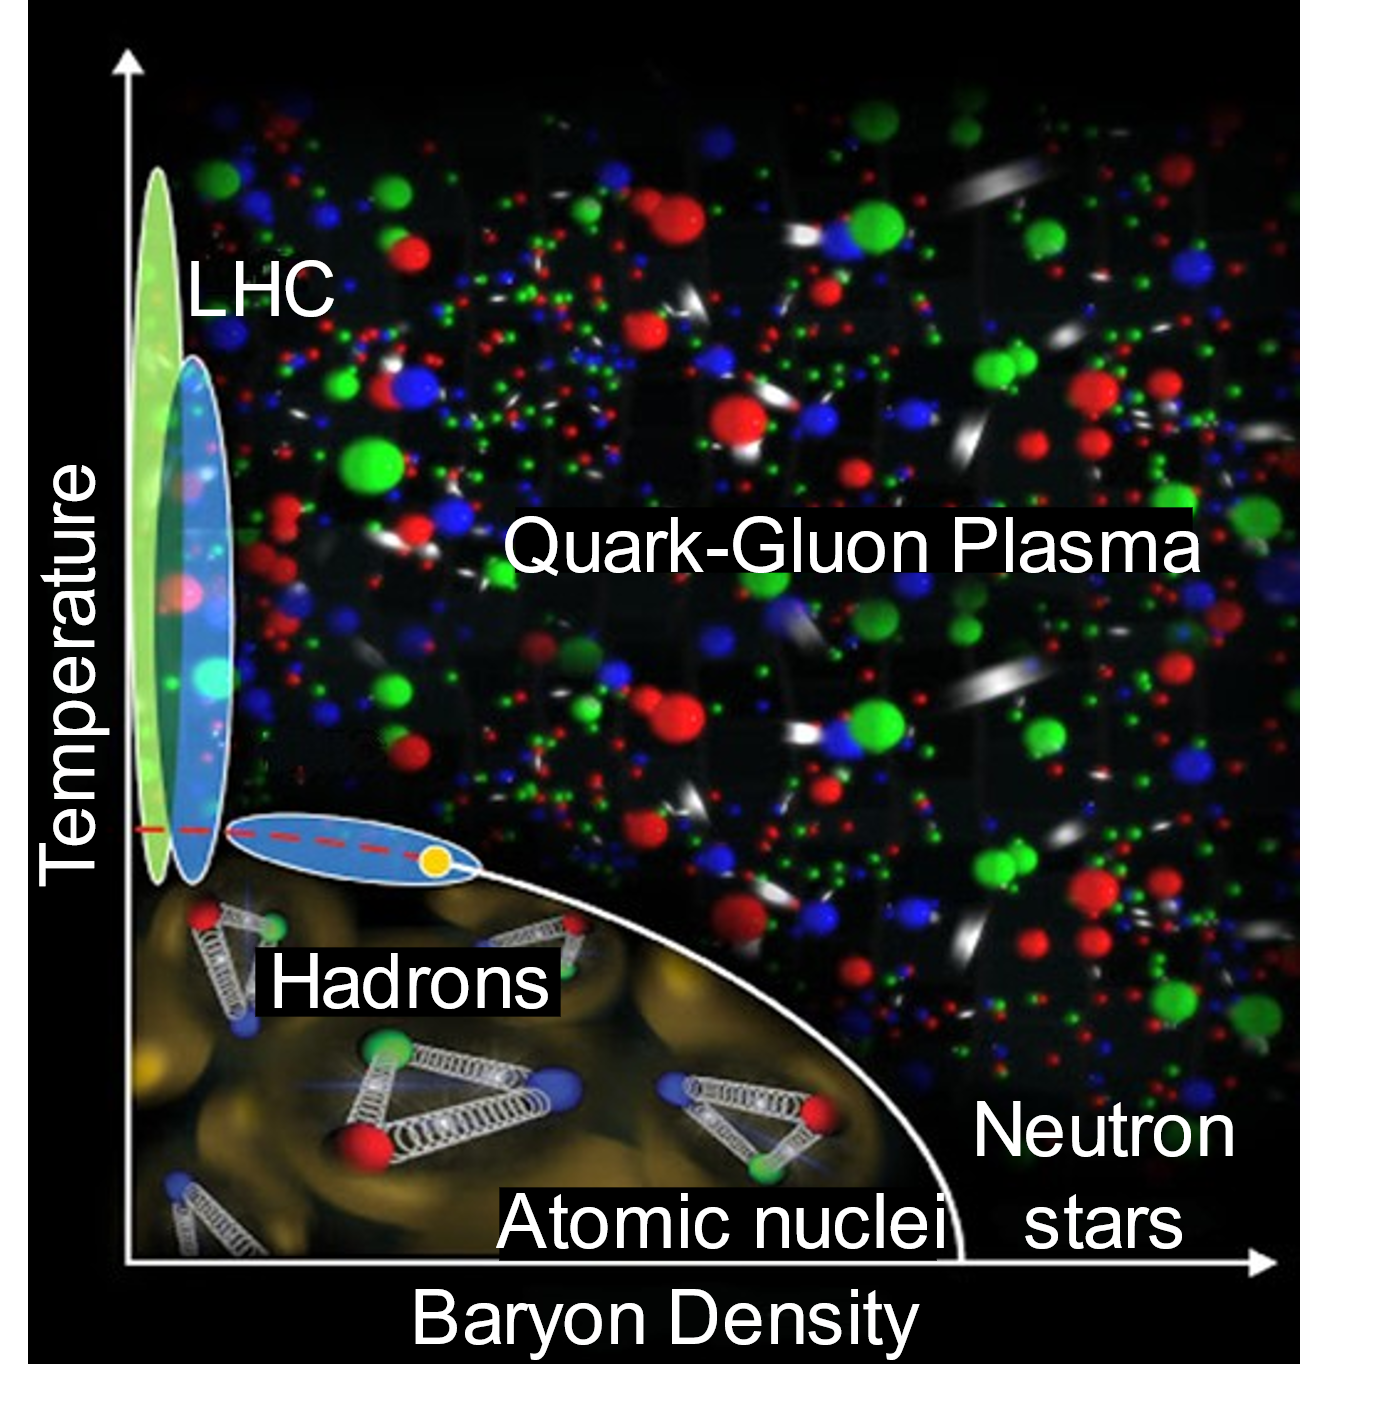 LHC
Temperature
Quark-Gluon Plasma
Hadrons
Neutron
stars
Atomic nuclei
Baryon Density